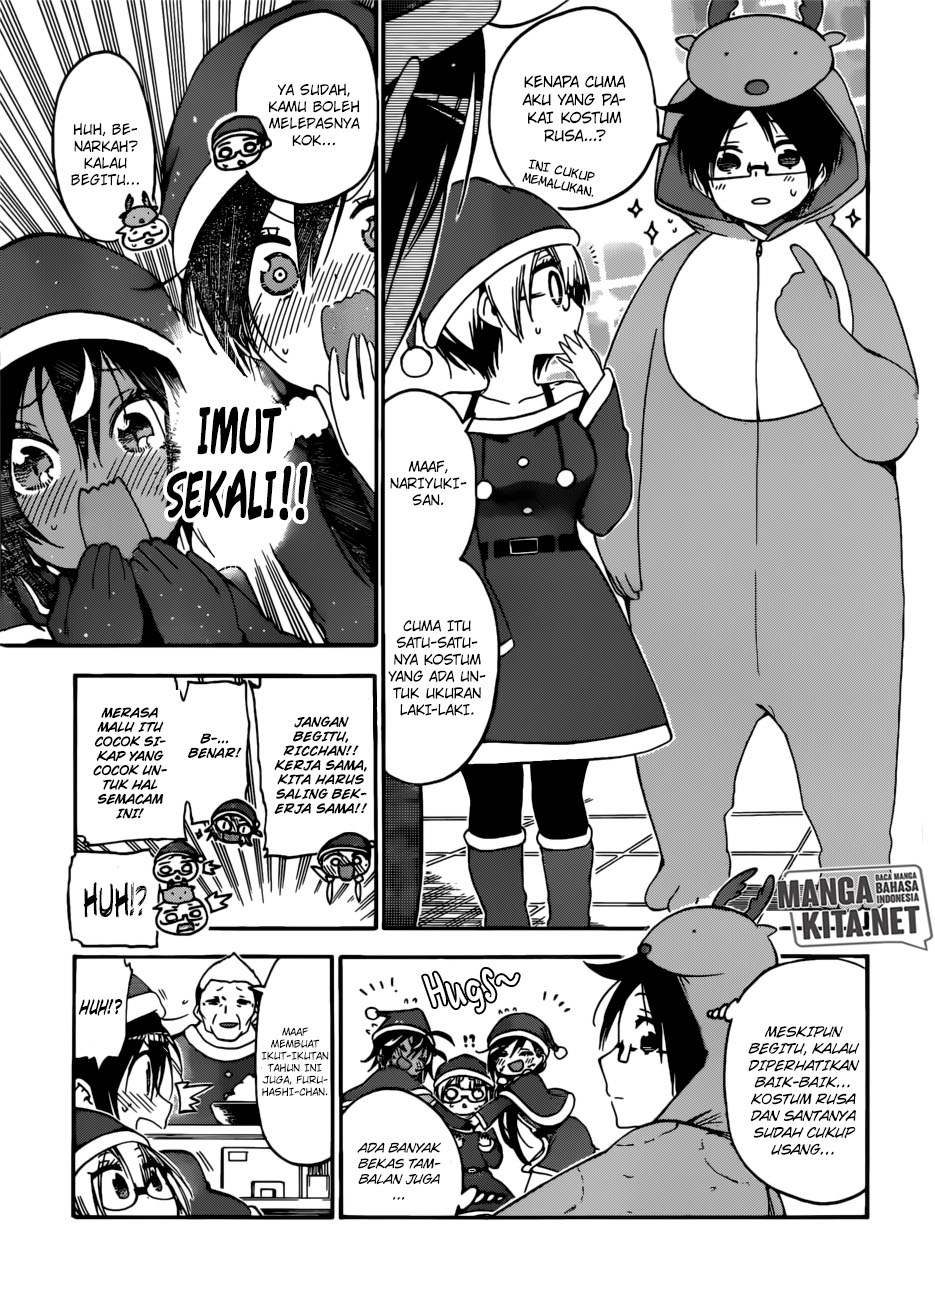 KENAPA CUMA
AKU YANG PA-
KAI KOSTUM
RUSA...?
INI CUKUP
MEMALUKAN.
MAAF,
NARIYUKI-
SAN.
CUMA ITU
SATU-SATU-
NYA KOSTUM
YANG ADA UN-
TUK UKURAN
LAKI-LAKI.
YA SUDAH,
KAMU BOLEH
MELEPASNYA
KOK...
HUH, BE-
NARKAH?
KALAU
BEGITU...
IMUT
SEKALI!!
JANGAN
BEGITU,
RICCHAN!!
KERJA SAMA,
KITA HARUS
SALING BEK-
ERJA SAMA!!
B-...
BENAR!
MERASA
MALU ITU
COCOK SI-
KAP YANG
COCOK UN-
TUK HAL
SEMACAM
INI!
HUH!?
MANGA
KITA.NET
BACA MANGA
BAHASA
INDONESIA
MESKIPUN
BEGITU, KALAU
DIPERHATIKAN
BAIK-BAIK...
KOSTUM RUSA
DAN SANTANYA
SUDAH CUKUP
USANG...
Hugs~
ADA BANYAK
BEKAS TAM-
BALAN JUGA
...
MAAF
MEMBUAT
IKUT-IKUTAN
TAHUN INI
JUGA, FURU-
HASHI-CHAN.
HUH!?